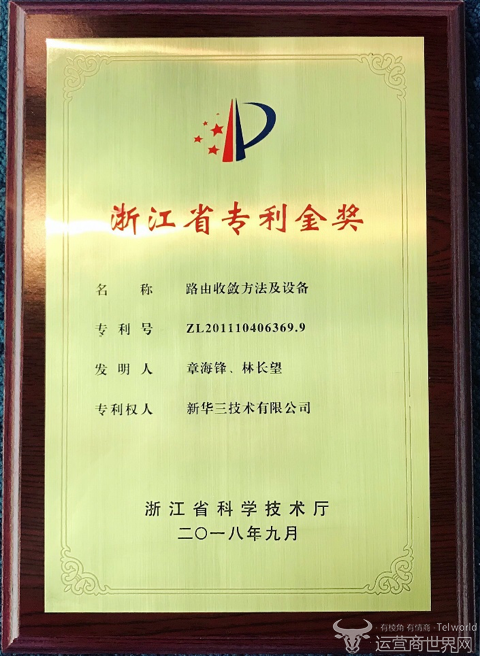 浙江省专利金奖
名 称 路由收敛方法及设备
专 利 号 ZL201110406369.9
发 明 人 章海锋、林长望
专利权人 新华三技术有限公司
浙江省科学技术厅
二〇一八年九月
·有棱角 有情商·Telworld
运营商世界网